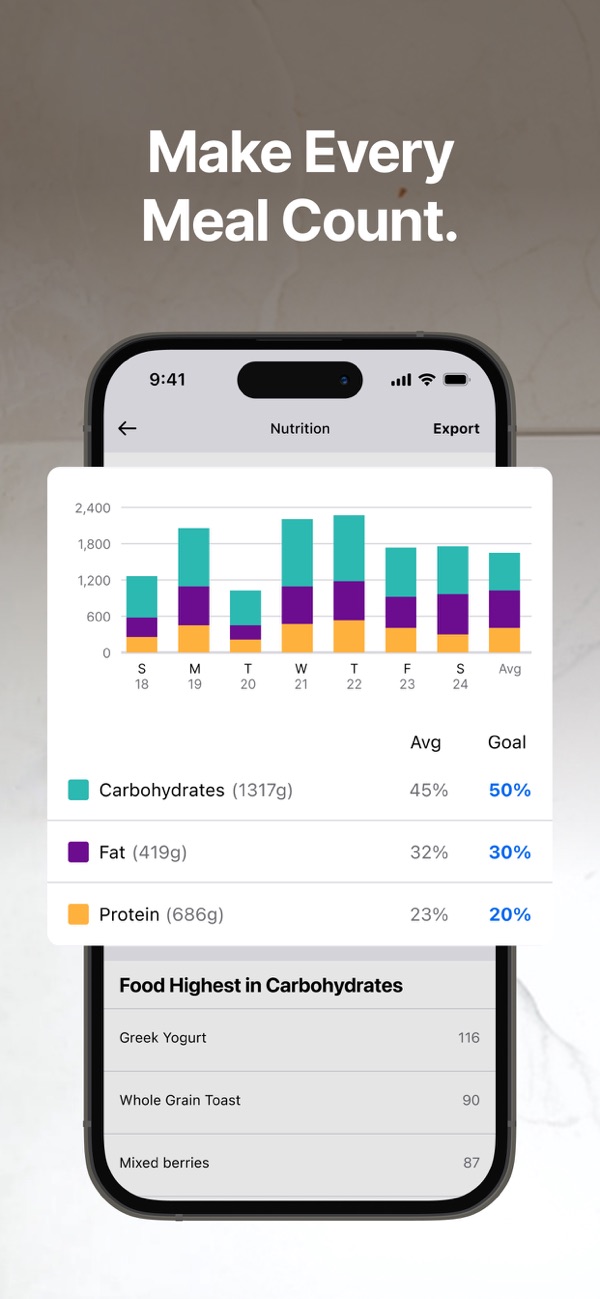 Make Every
Meal Count.
9:41
Nutrition Export
2,400
1,800
1,200
600
0
S M T W T F S Avg
18 19 20 21 22 23 24
Avg Goal
Carbohydrates (1317g) 45% 50%
Fat (419g) 32% 30%
Protein (686g) 23% 20%
Food Highest in Carbohydrates
Greek Yogurt 116
Whole Grain Toast 90
Mixed berries 87